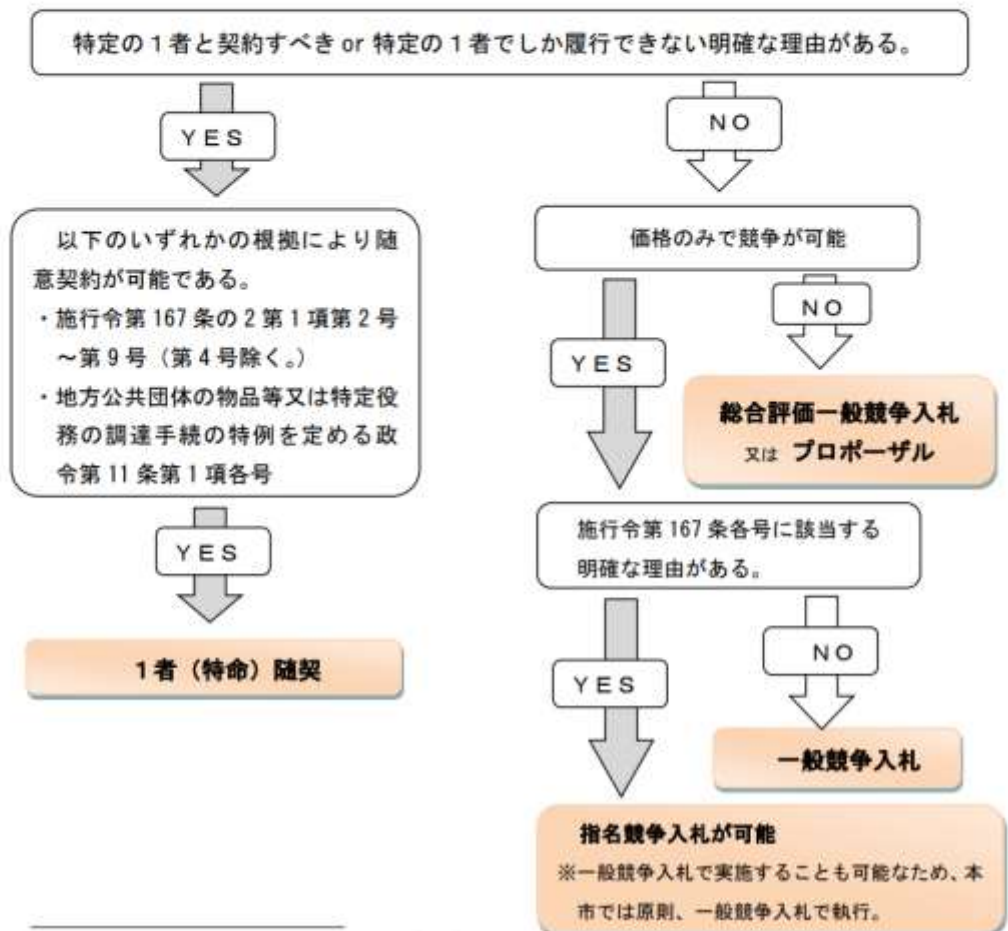 特定の1者と契約すべき or 特定の1者でしか履行できない明確な理由がある。
ＹＥＳ
ＮＯ
以下のいずれかの根拠により随
意契約が可能である。
・施行令第 167 条の 2 第 1 項第 2 号
～第 9 号（第 4 号除く。）
・地方公共団体の物品等又は特定役
務の調達手続の特例を定める政
令第 11 条第 1 項各号
ＹＥＳ
1者（特命）随契
価格のみで競争が可能
ＮＯ
ＹＥＳ
総合評価一般競争入札
又は プロポーザル
施行令第 167 条各号に該当する
明確な理由がある。
ＮＯ
ＹＥＳ
一般競争入札
指名競争入札が可能
※一般競争入札で実施することも可能なため、本
市では原則、一般競争入札で執行。